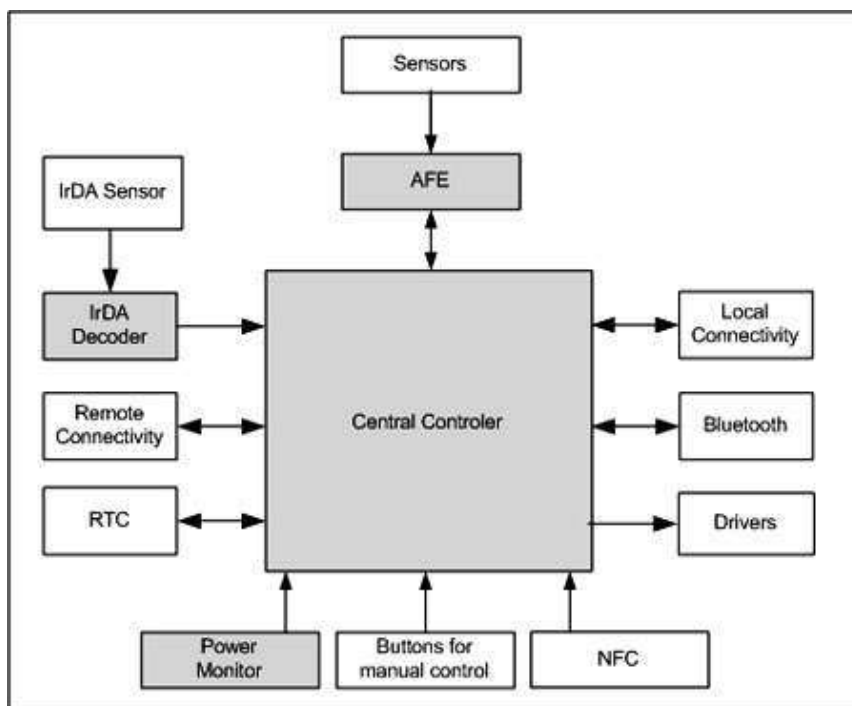 Sensors
AFE
IrDA Sensor
IrDA
Decoder
Local
Connectivity
Remote
Connectivity
Central Controler
Bluetooth
RTC
Drivers
Power
Monitor
Buttons for
manual control
NFC